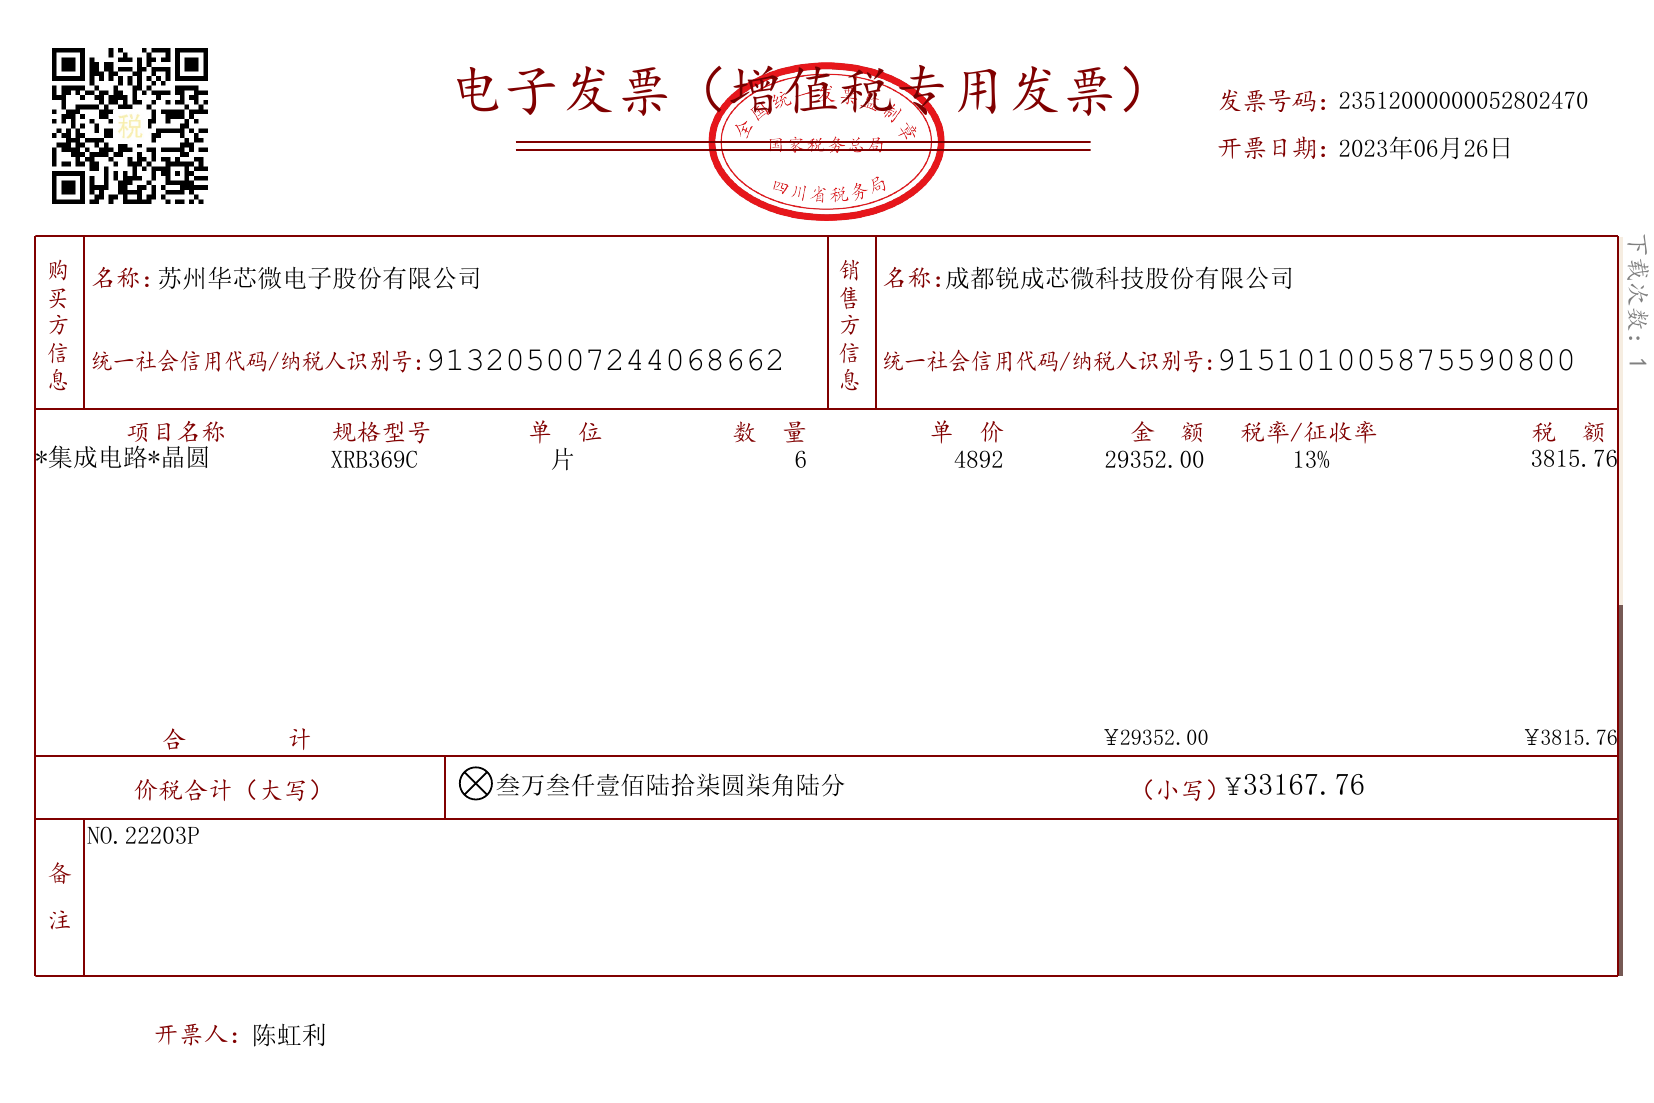 电子发票（增值税专用发票）
全国统一发票监制章
国家税务总局
四川省税务局
税
发票号码: 23512000000052802470
开票日期: 2023年06月26日
下载次数: 1
购买方信息
名称: 苏州华芯微电子股份有限公司
统一社会信用代码/纳税人识别号: 913205007244068662
销售方信息
名称: 成都锐成芯微科技股份有限公司
统一社会信用代码/纳税人识别号: 915101005875590800
项目名称 规格型号 单 位 数 量 单 价 金 额 税率/征收率 税 额
*集成电路*晶圆 XRB369C 片 6 4892 29352.00 13% 3815.76
合 计 ¥29352.00 ¥3815.76
价税合计（大写） 叁万叁仟壹佰陆拾柒圆柒角陆分 （小写）¥33167.76
备注
NO.22203P
开票人: 陈虹利